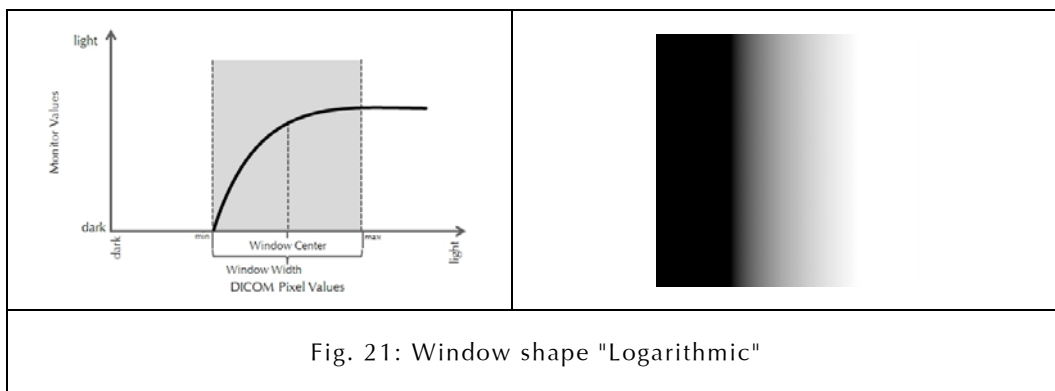 light
Monitor Values
dark
min
max
dark
Window Center
light
Window Width
DICOM Pixel Values
Fig. 21: Window shape "Logarithmic"